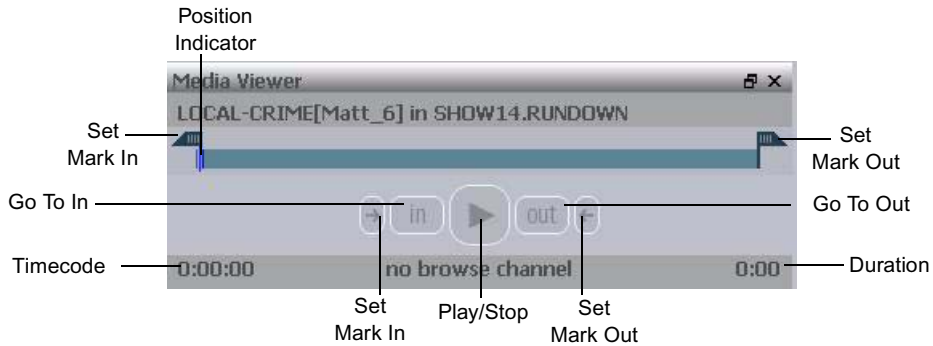 Position
Indicator
Media Viewer
LOCAL-CRIME[Matt_6] in SHOW14.RUNDOWN
Set
Mark In
Set
Mark Out
Go To In
in
out
Go To Out
Timecode
0:00:00
no browse channel
0:00
Duration
Set
Mark In
Play/Stop
Set
Mark Out